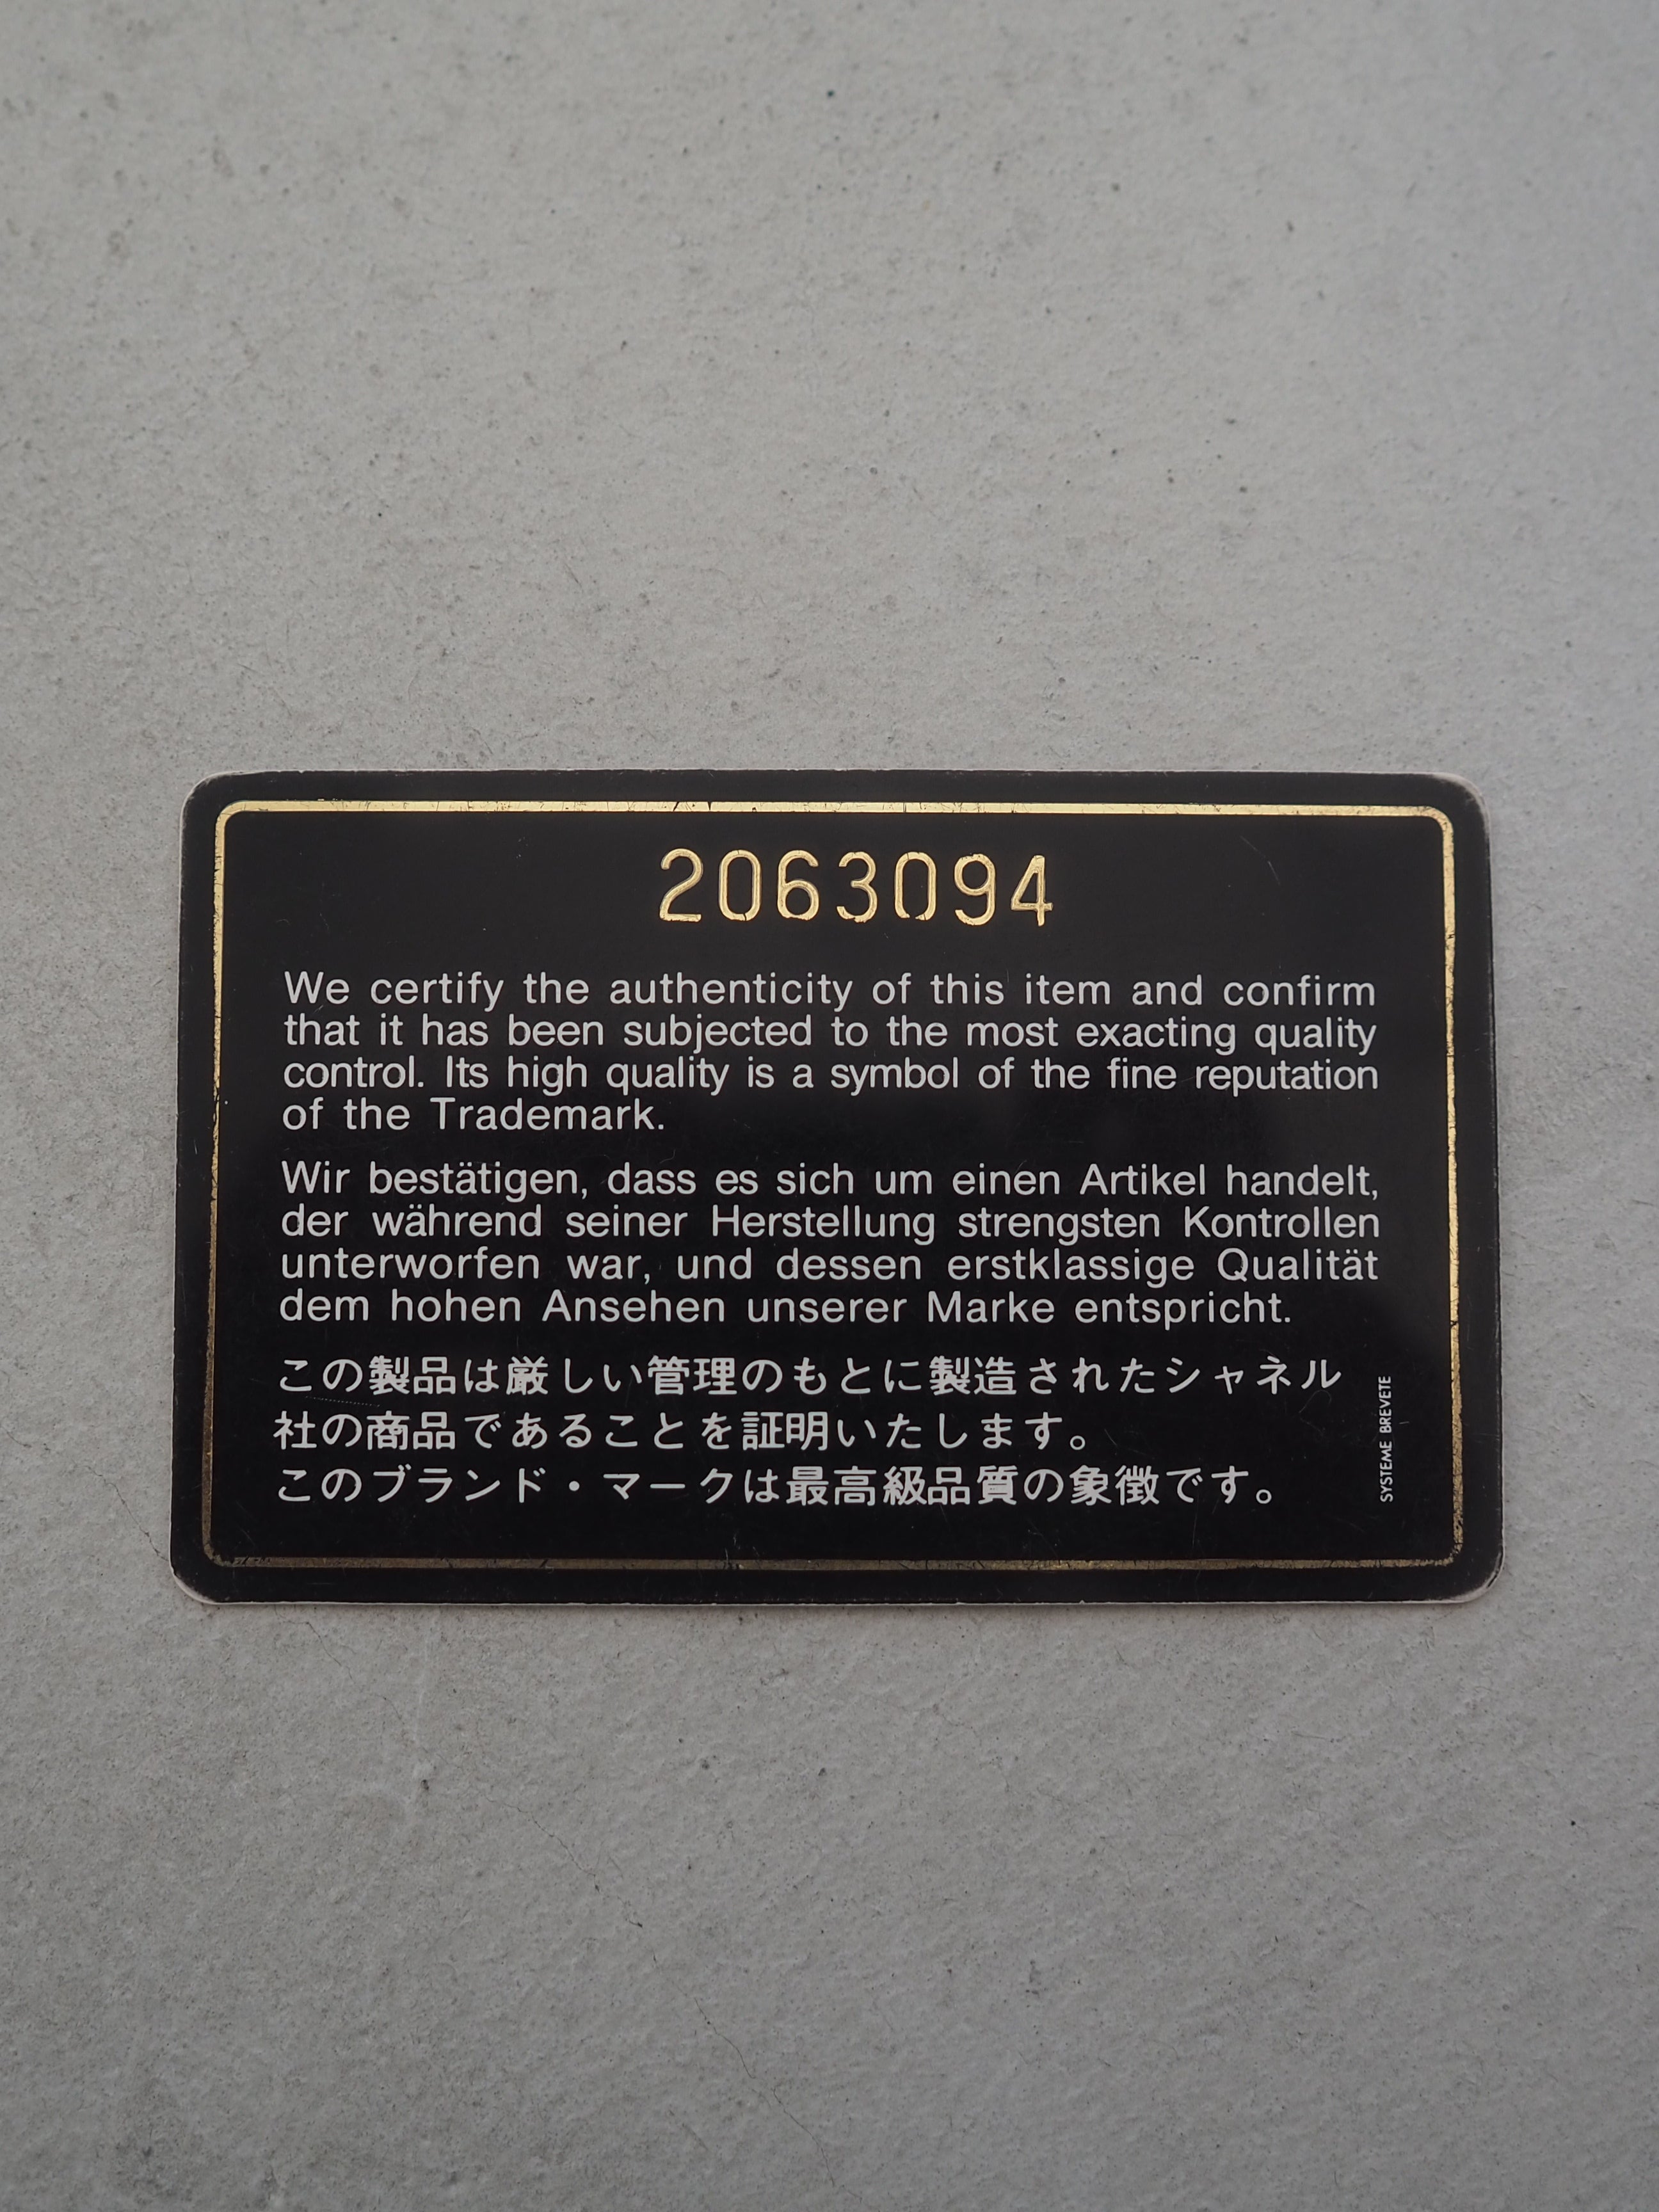 2063094
We certify the authenticity of this item and confirm
that it has been subjected to the most exacting quality
control. Its high quality is a symbol of the fine reputation
of the Trademark.
Wir bestätigen, dass es sich um einen Artikel handelt,
der während seiner Herstellung strengsten Kontrollen
unterworfen war, und dessen erstklassige Qualität
dem hohen Ansehen unserer Marke entspricht.
この製品は厳しい管理のもとに製造されたシャネル
社の商品であることを証明いたします。
このブランド・マークは最高級品質の象徴です。
SYSTEME BREVETE